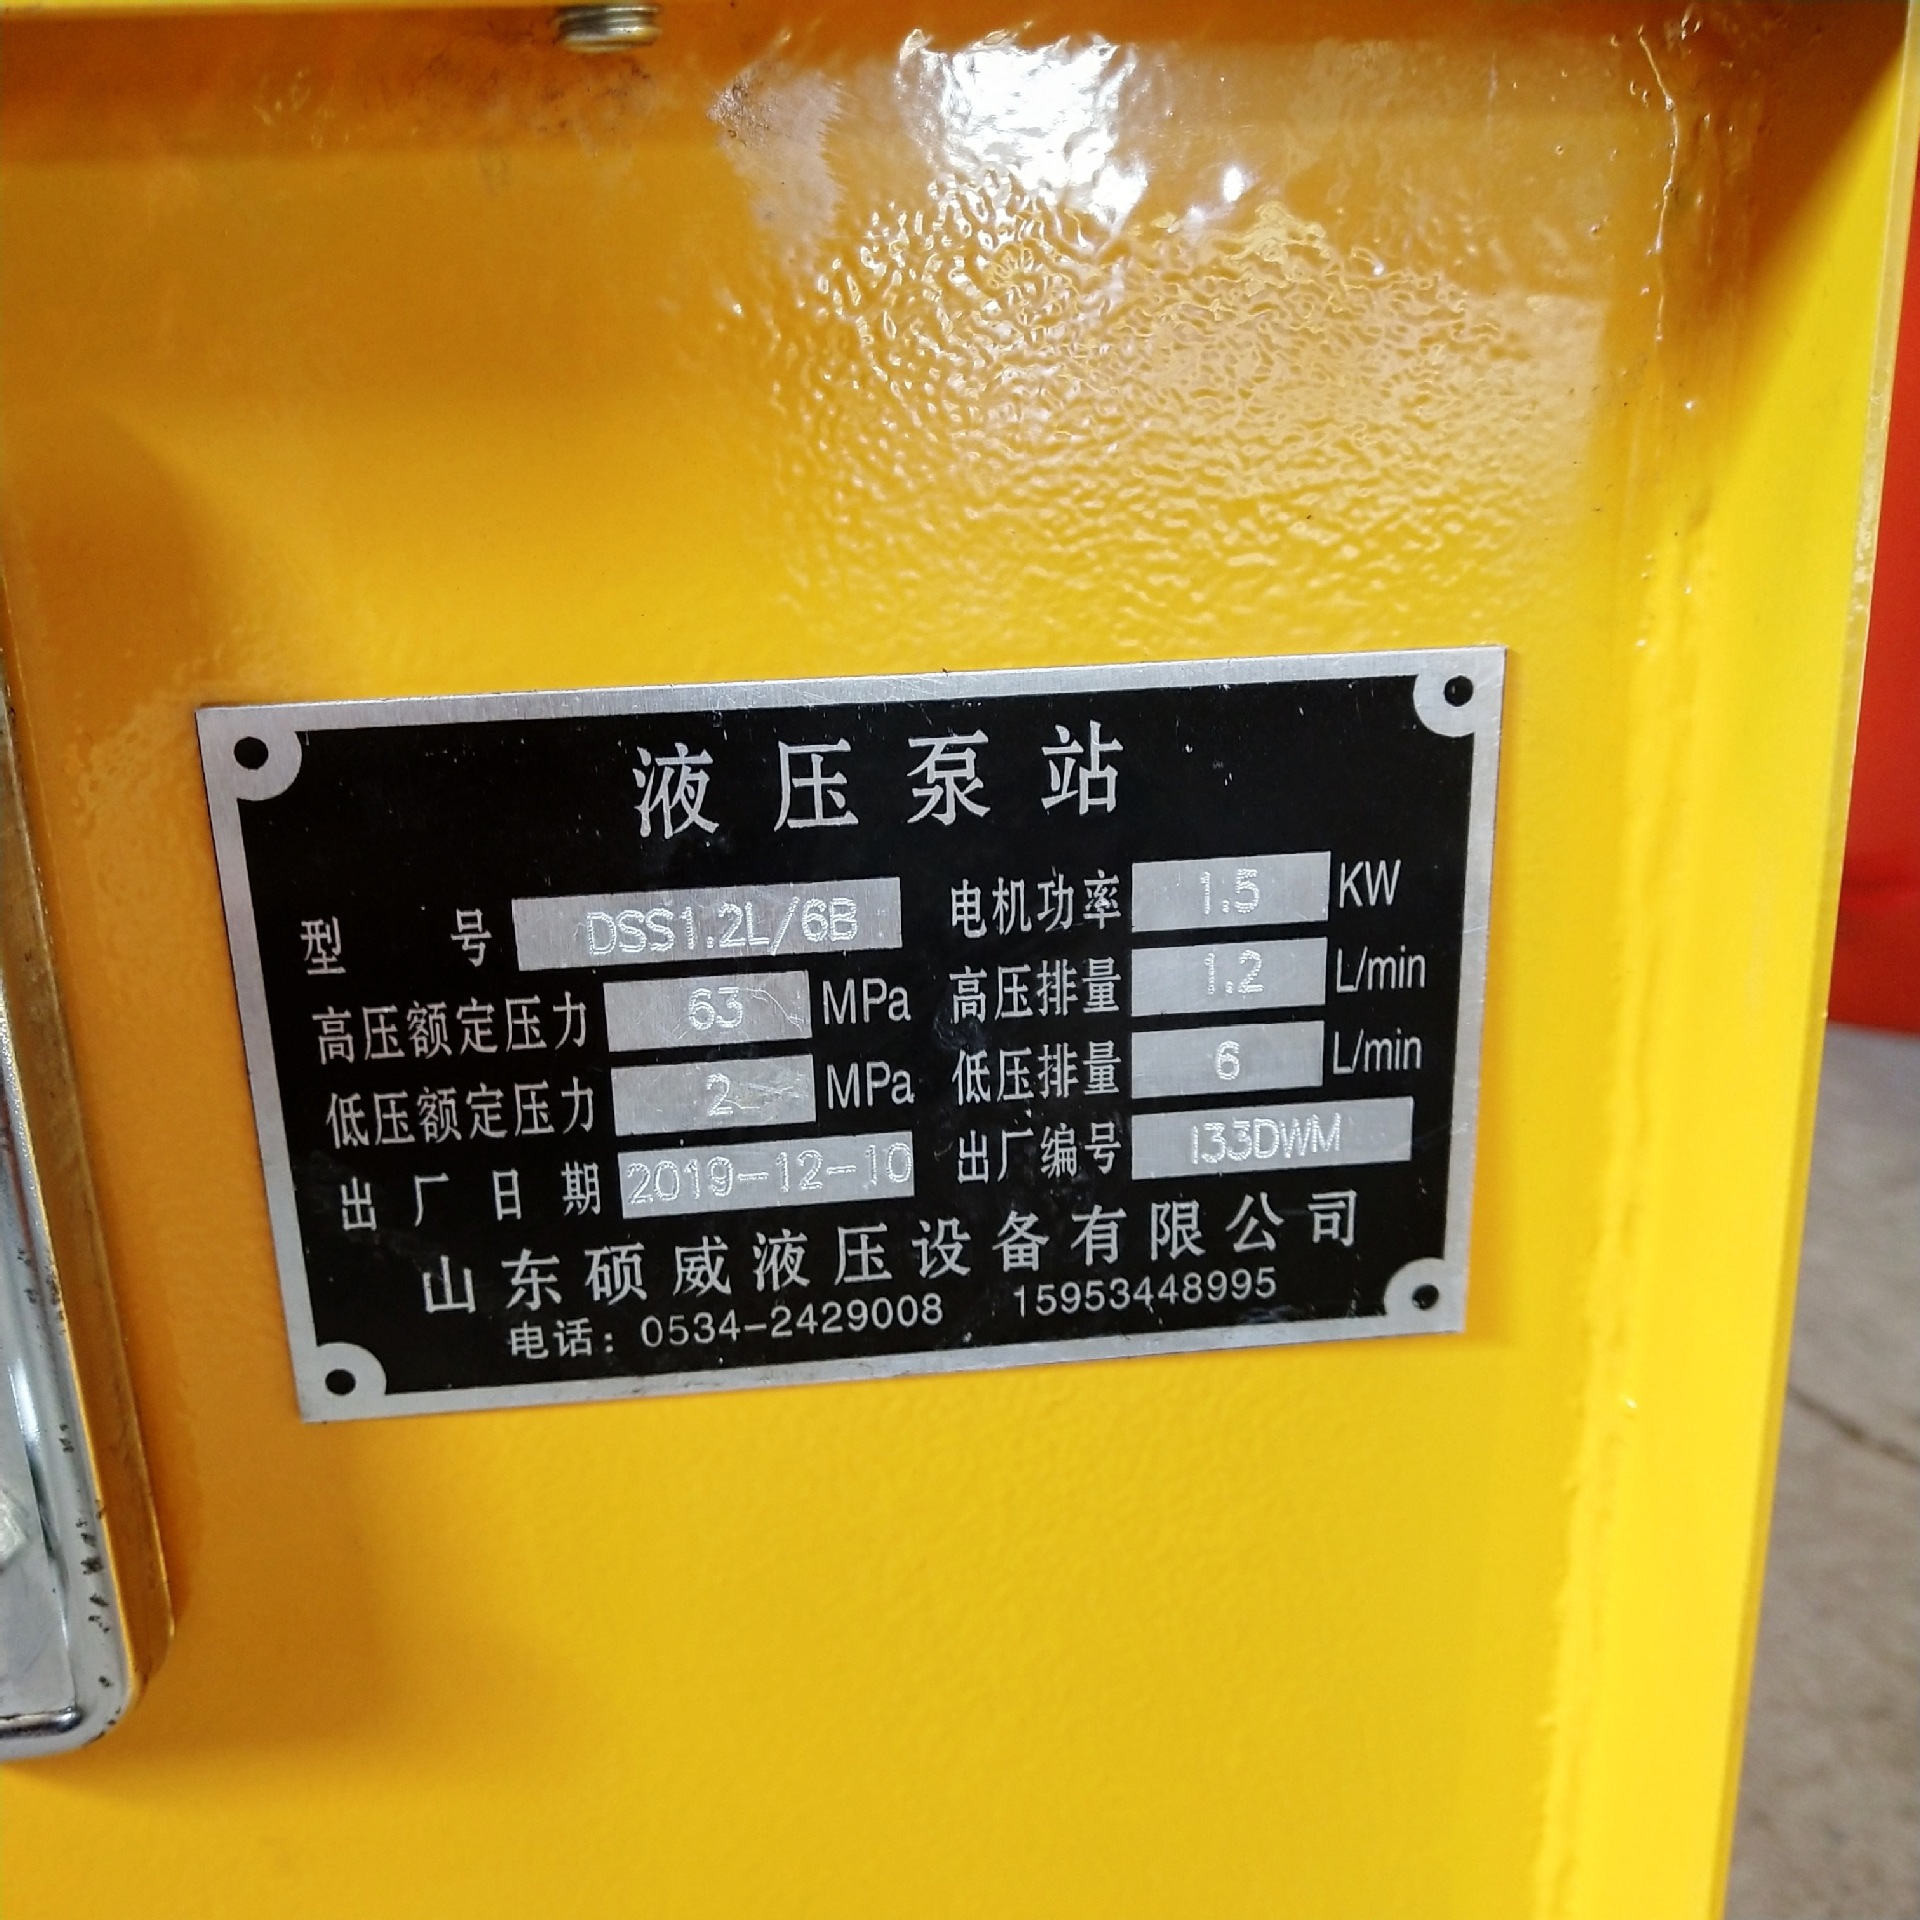 液压泵站
型号 DSS1.2L/6B 电机功率 1.5 KW
高压额定压力 63 MPa 高压排量 1.2 L/min
低压额定压力 2 MPa 低压排量 6 L/min
出厂日期 2019-12-10 出厂编号 133DWM
山东硕威液压设备有限公司
电话：0534-2429008 15953448995